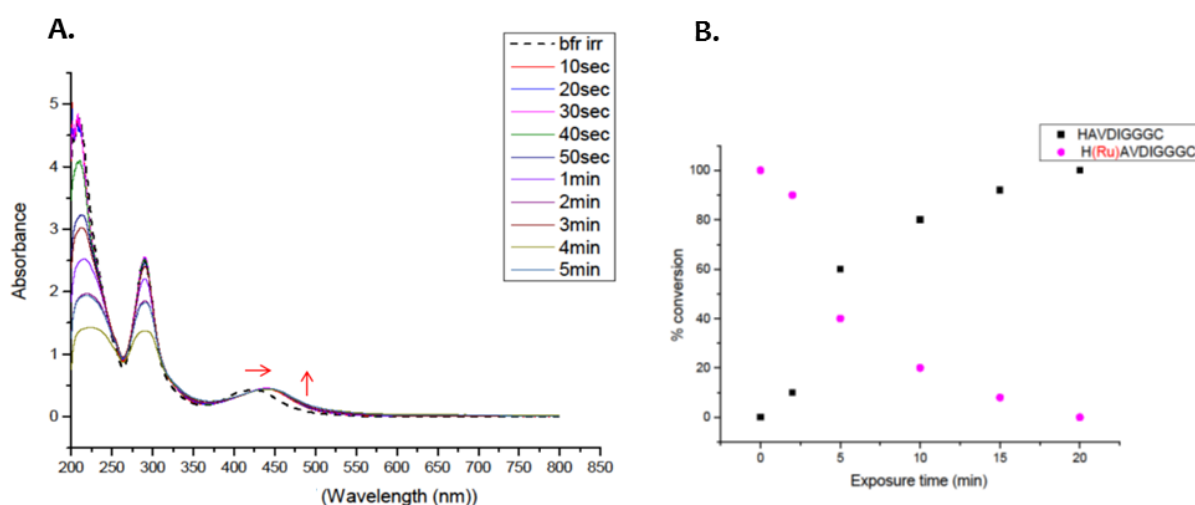 A.
bfr irr
10sec
20sec
30sec
40sec
50sec
1min
2min
3min
4min
5min
Absorbance
5
4
3
2
1
0
200 250 300 350 400 450 500 550 600 650 700 750 800 850
(Wavelength (nm))
B.
HAVDIGGGC
H(Ru)AVDIGGGC
% conversion
100
80
60
40
20
0
0 5 10 15 20
Exposure time (min)